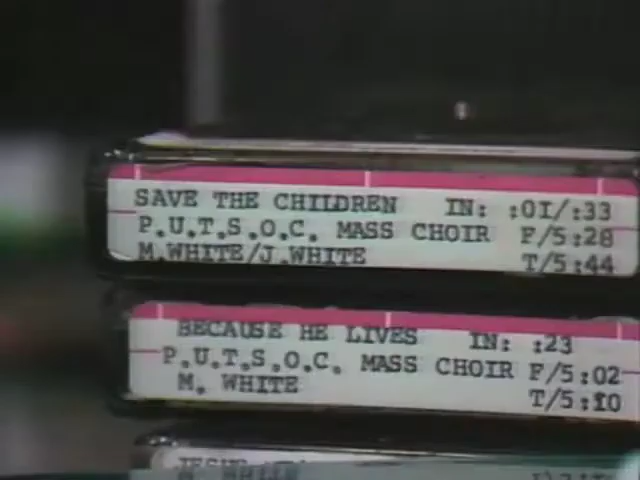 SAVE THE CHILDREN IN: :01/:33
P.U.T.S.O.C. MASS CHOIR F/5:28
M.WHITE/J.WHITE T/5:44
BECAUSE HE LIVES IN: :23
P.U.T.S.O.C. MASS CHOIR F/5:02
M. WHITE T/5:10